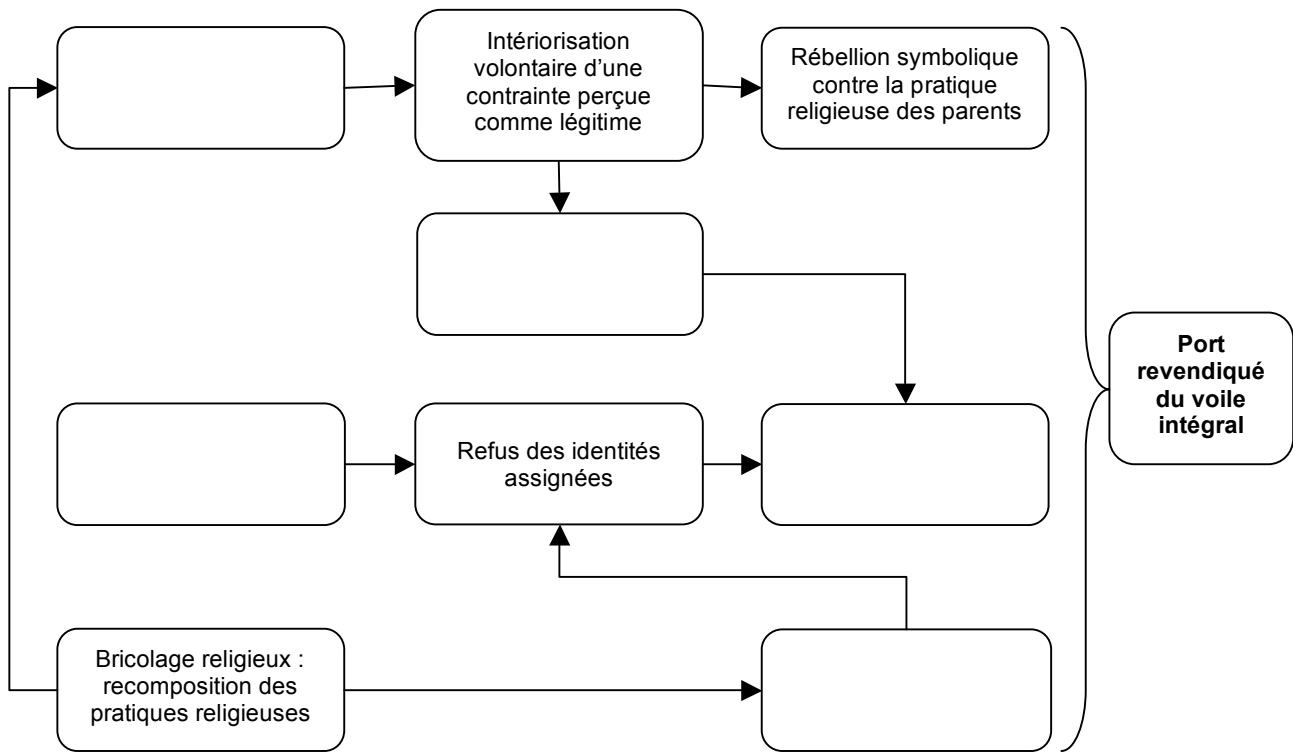 Intériorisation
volontaire d’une
contrainte perçue
comme légitime
Rébellion symbolique
contre la pratique
religieuse des parents
Port
revendiqué
du voile
intégral
Refus des identités
assignées
Bricolage religieux :
recomposition des
pratiques religieuses